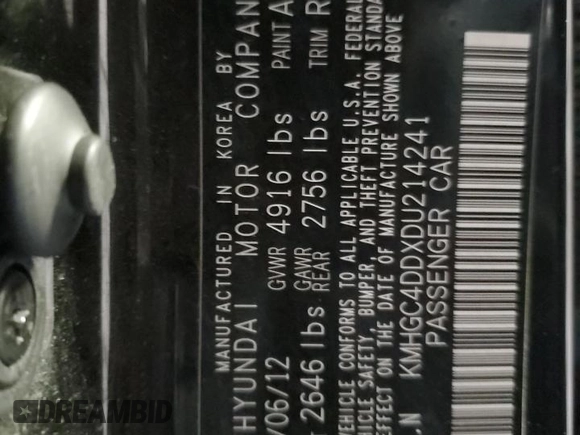 MANUFACTURED IN KOREA BY
HYUNDAI MOTOR COMPAN
/06/12 GVWR 4916 lbs PAINT A
2646 lbs GAWR REAR 2756 lbs TRIM R
VEHICLE CONFORMS TO ALL APPLICABLE U.S.A. FEDERAL
HICLE SAFETY, BUMPER, AND THEFT PREVENTION STANDA
EFFECT ON THE DATE OF MANUFACTURE SHOWN ABOVE
.N KMHGC4DDXDU214241
PASSENGER CAR
DREAMBID